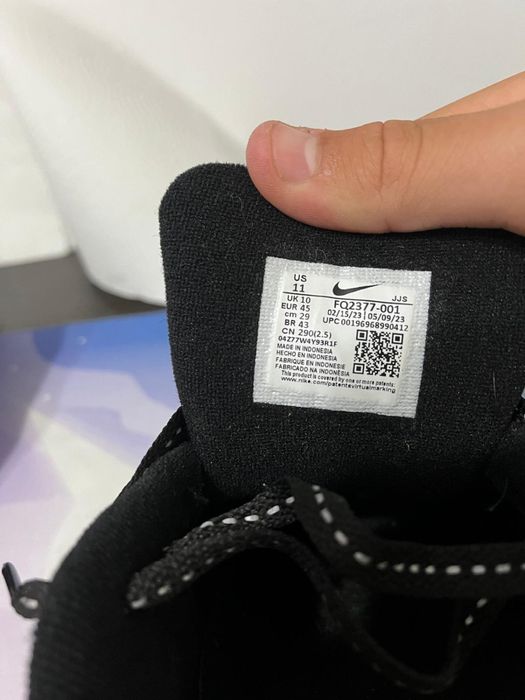 US
11
JJS
UK 10
FQ2377-001
EUR 45
02/15/23 | 05/09/23
cm 29
UPC 00196968990412
BR 43
CN 290(2.5)
04Z77W4Y93R1F
MADE IN INDONESIA
HECHO EN INDONESIA
FABRIQUE EN INDONESIE
FABRICADO NA INDONÉSIA
This product is covered by one or more patents:
www.nike.com/patentsvirtualmarking